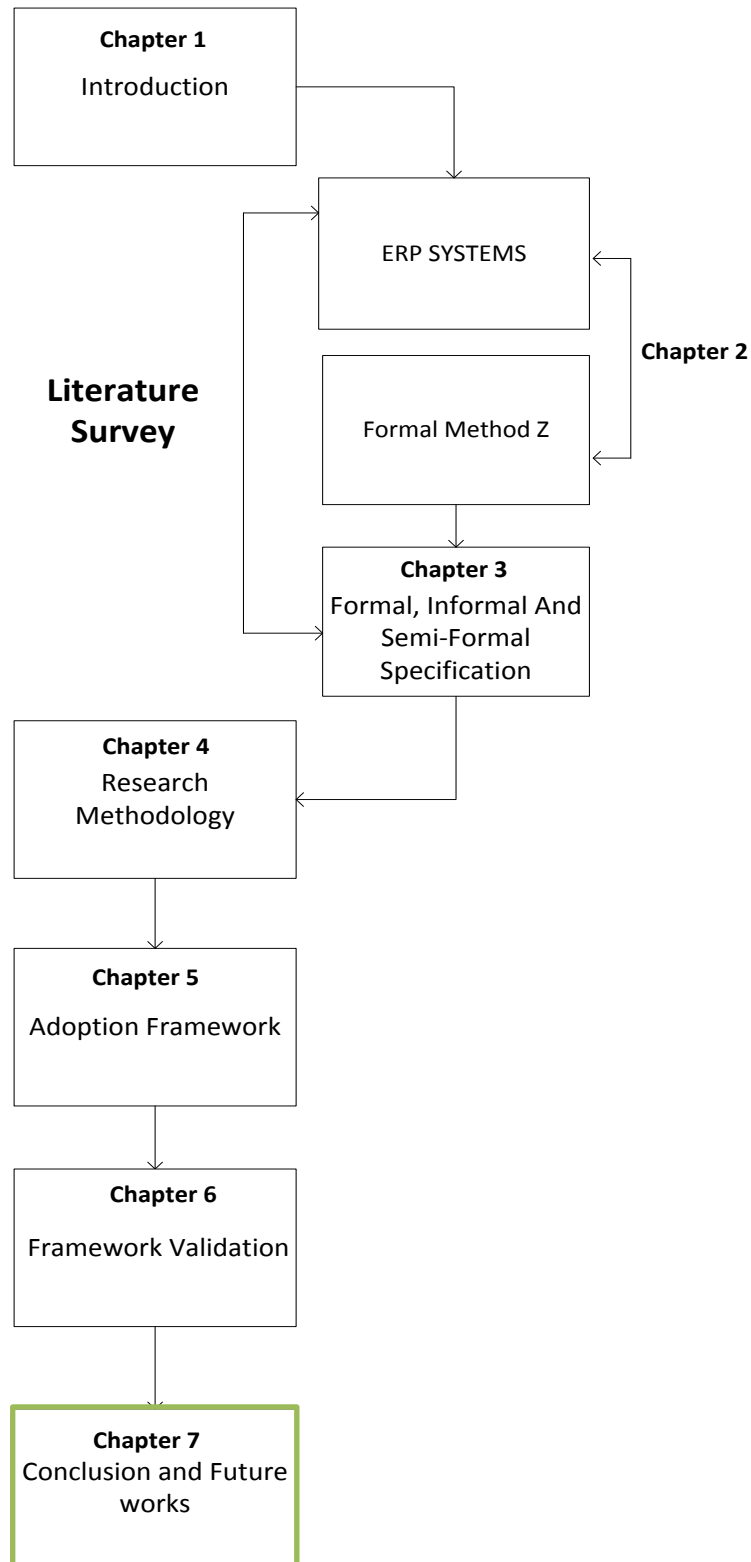 Chapter 1
Introduction
ERP SYSTEMS
Chapter 2
Literature
Survey
Formal Method Z
Chapter 3
Formal, Informal And
Semi-Formal
Specification
Chapter 4
Research
Methodology
Chapter 5
Adoption Framework
Chapter 6
Framework Validation
Chapter 7
Conclusion and Future
works